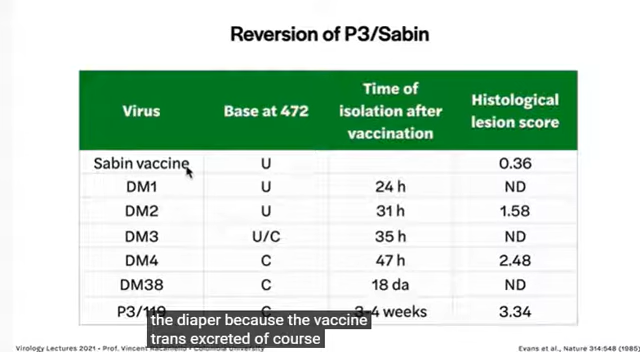 Reversion of P3/Sabin
Virus Base at 472 Time of isolation after vaccination Histological lesion score
Sabin vaccine U 0.36
DM1 U 24 h ND
DM2 U 31 h 1.58
DM3 U/C 35 h ND
DM4 C 47 h 2.48
DM38 C 18 da ND
P3/119 C 3-4 weeks 3.34
the diaper because the vaccine
trans excreted of course
Virology Lectures 2021 - Prof. Vincent Racaniello - Columbia University Evans et al., Nature 314:548 (1985)